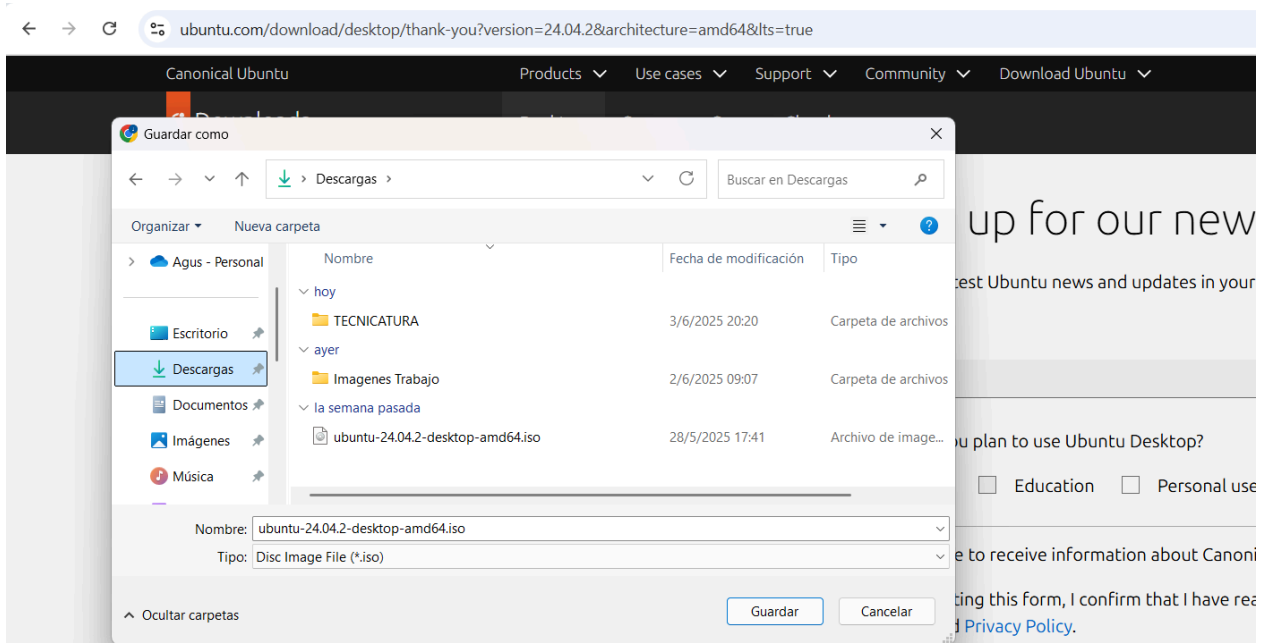 ubuntu.com/download/desktop/thank-you?version=24.04.2&architecture=amd64&lts=true
Canonical Ubuntu Products Use cases Support Community Download Ubuntu
Guardar como
Descargas
Buscar en Descargas
Organizar Nueva carpeta
up for our new
Agus - Personal
Nombre Fecha de modificación Tipo
test Ubuntu news and updates in your
hoy
TECNICATURA 3/6/2025 20:20 Carpeta de archivos
Escritorio
ayer
Descargas
Imagenes Trabajo 2/6/2025 09:07 Carpeta de archivos
Documentos
la semana pasada
Imágenes
ubuntu-24.04.2-desktop-amd64.iso 28/5/2025 17:41 Archivo de image...
ou plan to use Ubuntu Desktop?
Música
Education Personal use
Nombre: ubuntu-24.04.2-desktop-amd64.iso
Tipo: Disc Image File (*.iso)
e to receive information about Canoni
Ocultar carpetas Guardar Cancelar
ting this form, I confirm that I have rea
d Privacy Policy.